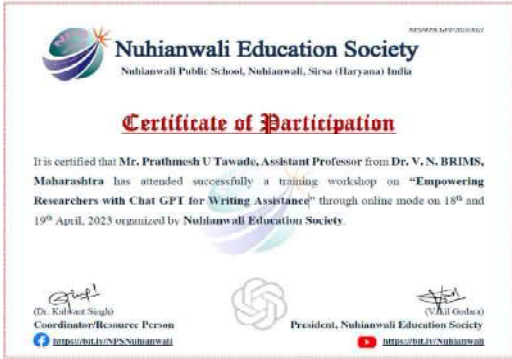 Nuhianwali Education Society
Nuhianwali Public School, Nuhianwali, Sirsa (Haryana) India
Certificate of Participation
It is certified that Mr. Prathmesh U Tawade, Assistant Professor from Dr. V. N. BRIMS,
Maharashtra has attended successfully a training workshop on “Empowering
Researchers with Chat GPT for Writing Assistance” through online mode on 18th and
19th April, 2023 organized by Nuhianwali Education Society.
(Dr. Kulwant Singh)
Coordinator/Resource Person
https://bit.ly/NPSNuhianwali
(Vakil Godara)
President, Nuhianwali Education Society
https://bit.ly/Nuhianwali